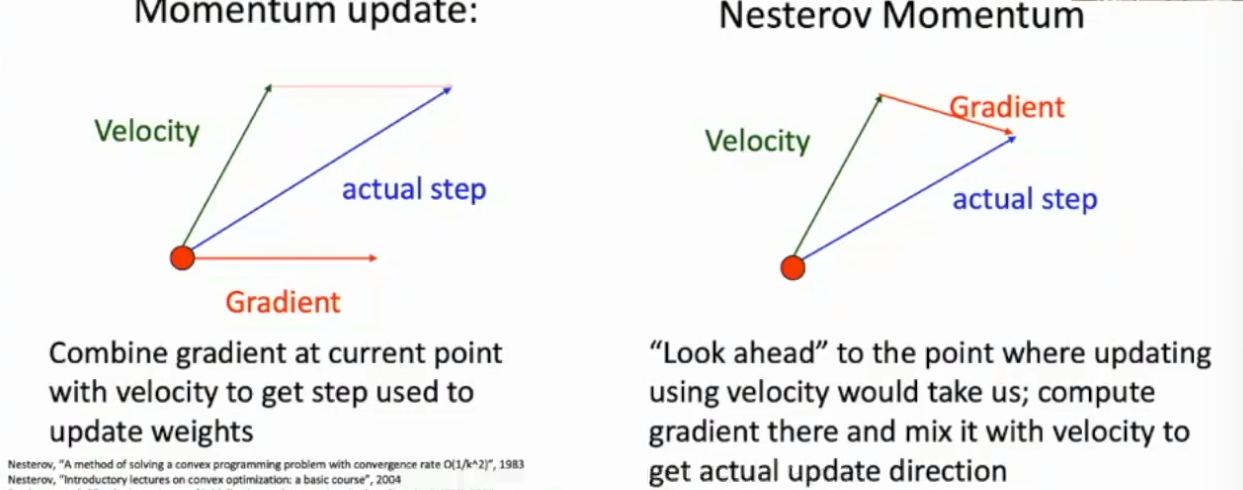 Momentum update:
Nesterov Momentum
Velocity
actual step
Gradient
Combine gradient at current point
with velocity to get step used to
update weights
Gradient
Velocity
actual step
“Look ahead” to the point where updating
using velocity would take us; compute
gradient there and mix it with velocity to
get actual update direction
Nesterov, “A method of solving a convex programming problem with convergence rate O(1/k^2)”, 1983
Nesterov, “Introductory lectures on convex optimization: a basic course”, 2004